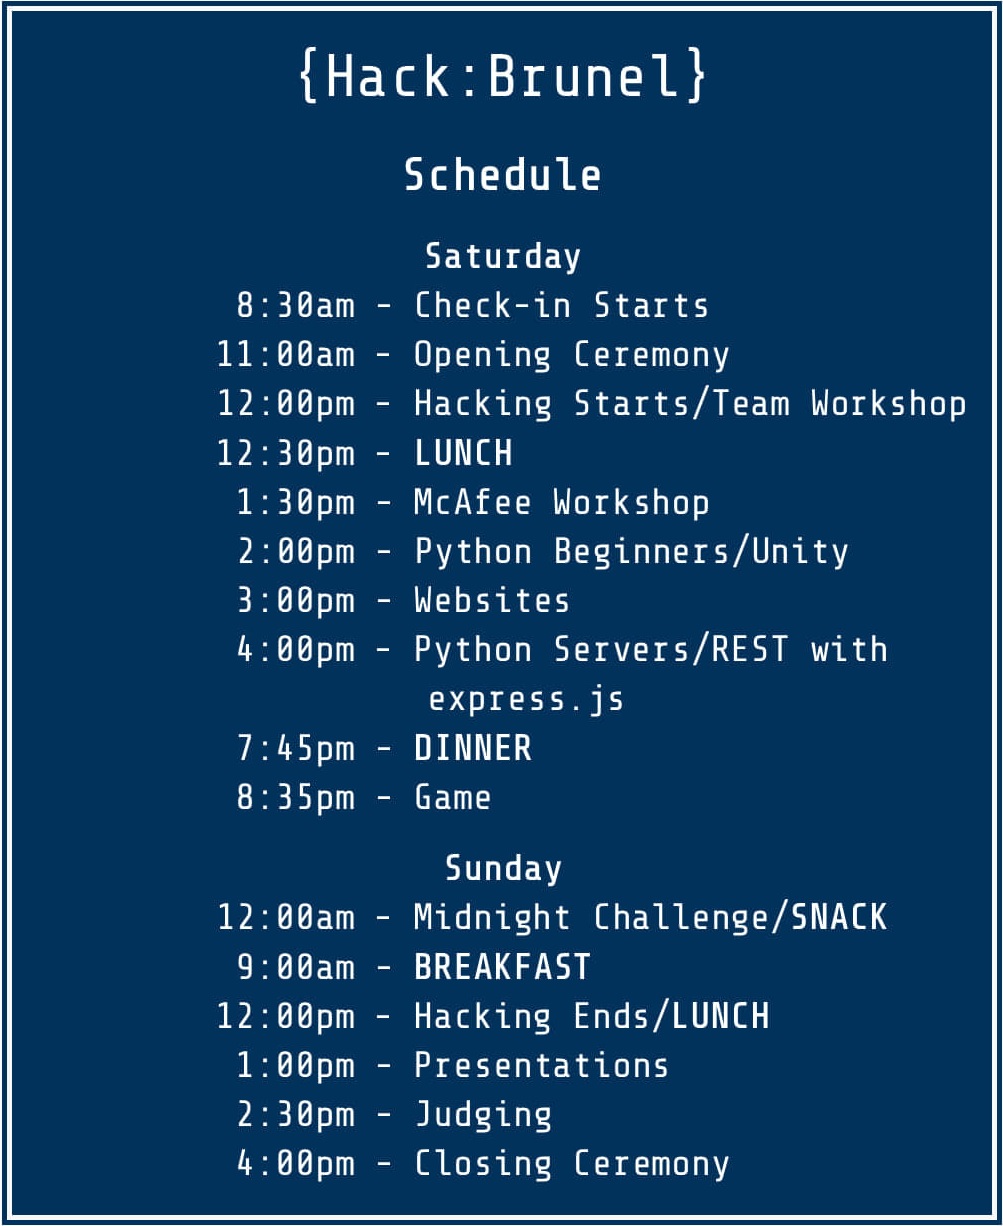 {Hack:Brunel}
Schedule
Saturday
8:30am - Check-in Starts
11:00am - Opening Ceremony
12:00pm - Hacking Starts/Team Workshop
12:30pm - LUNCH
1:30pm - McAfee Workshop
2:00pm - Python Beginners/Unity
3:00pm - Websites
4:00pm - Python Servers/REST with
express.js
7:45pm - DINNER
8:35pm - Game
Sunday
12:00am - Midnight Challenge/SNACK
9:00am - BREAKFAST
12:00pm - Hacking Ends/LUNCH
1:00pm - Presentations
2:30pm - Judging
4:00pm - Closing Ceremony